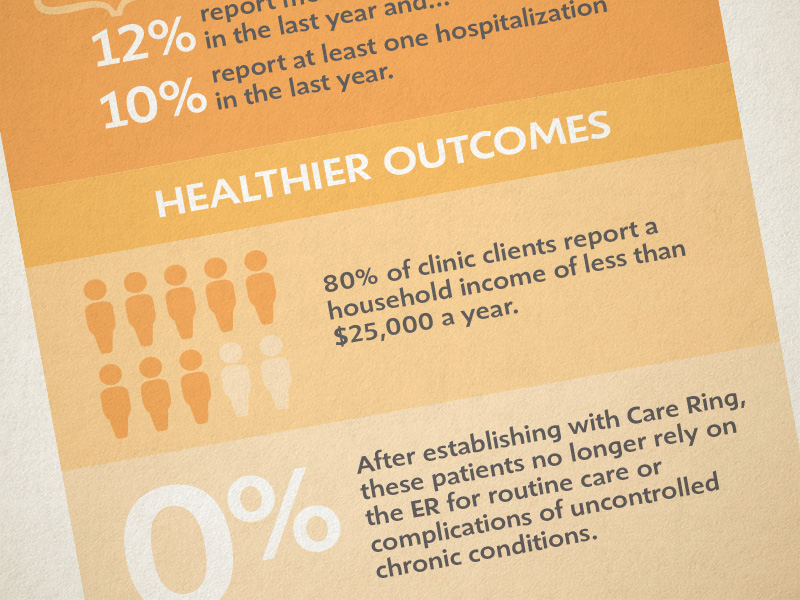 report
12% in the last year and...
report at least one hospitalization
10% in the last year.
HEALTHIER OUTCOMES
80% of clinic clients report a
household income of less than
$25,000 a year.
0%
After establishing with Care Ring,
these patients no longer rely on
the ER for routine care or
complications of uncontrolled
chronic conditions.